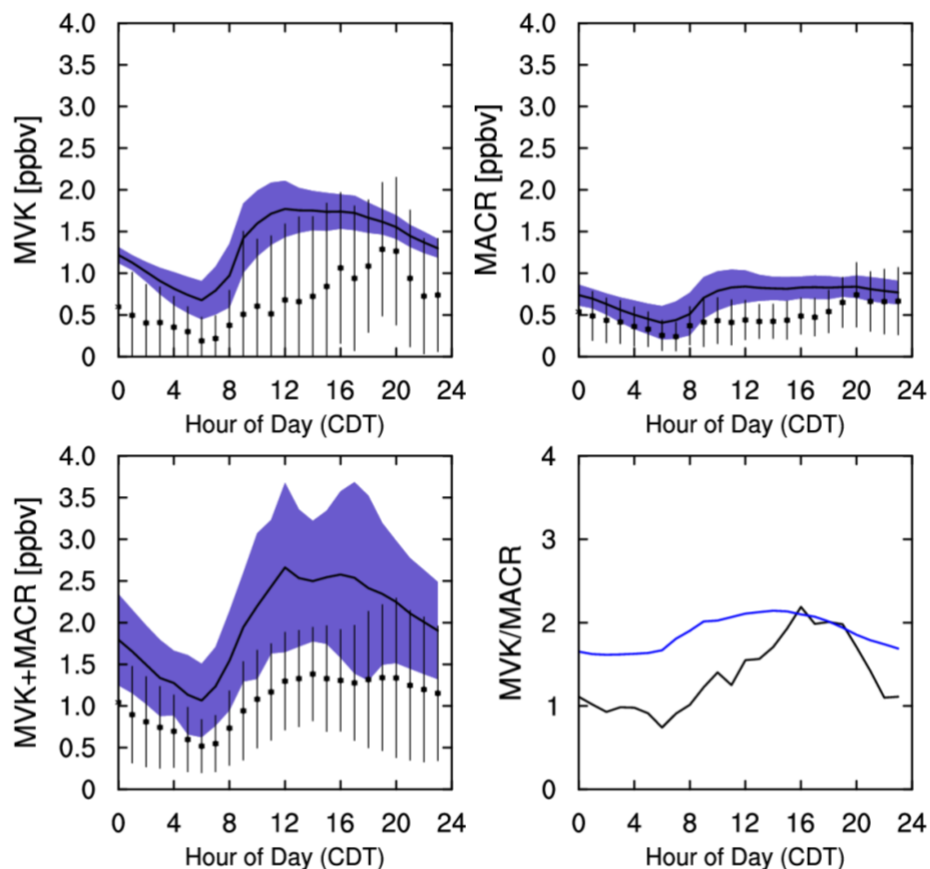 4.0
3.5
3.0
2.5
2.0
1.5
1.0
0.5
0
MVK [ppbv]
0 4 8 12 16 20 24
Hour of Day (CDT)
4.0
3.5
3.0
2.5
2.0
1.5
1.0
0.5
0
MACR [ppbv]
0 4 8 12 16 20 24
Hour of Day (CDT)
4.0
3.5
3.0
2.5
2.0
1.5
1.0
0.5
0
MVK+MACR [ppbv]
0 4 8 12 16 20 24
Hour of Day (CDT)
4
3
2
1
0
MVK/MACR
0 4 8 12 16 20 24
Hour of Day (CDT)